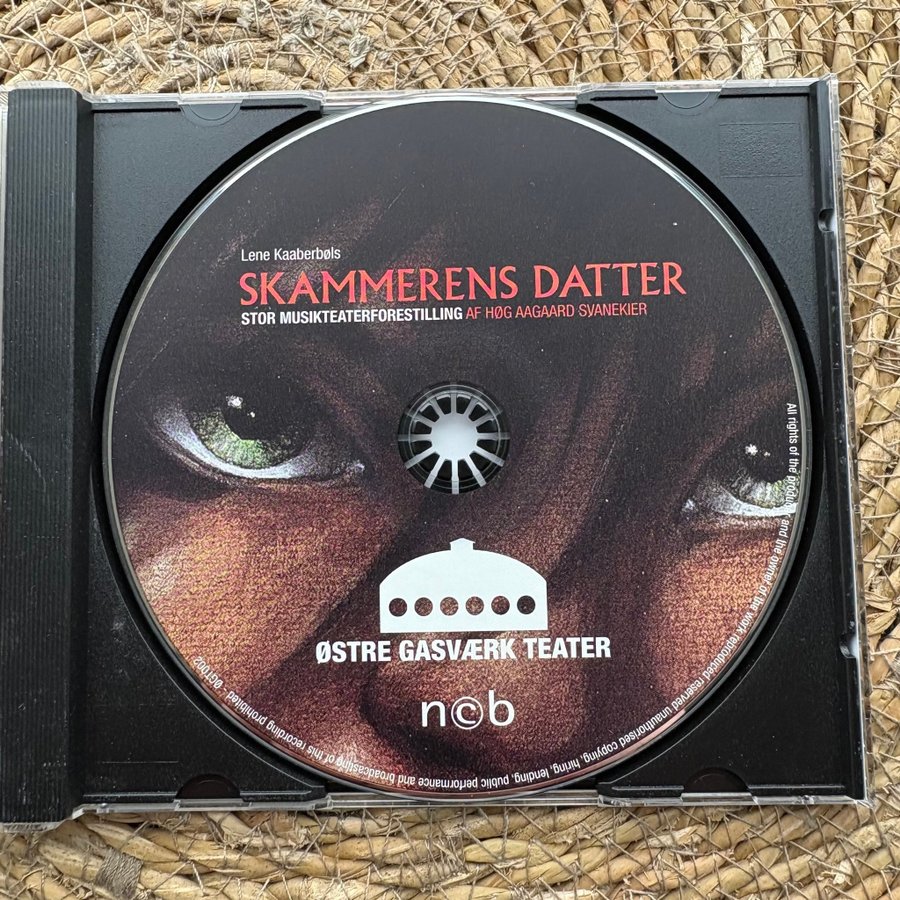 Lene Kaaberbøls
SKAMMERENS DATTER
STOR MUSIKTEATERFORESTILLING AF HØG AAGAARD SVANEKIER
ØSTRE GASVÆRK TEATER
n©b
All rights of the producer and the owner of the work reproduced reserved unauthorised copying, hiring, lending, public performance and broadcasting of this recording prohibited ØGT002